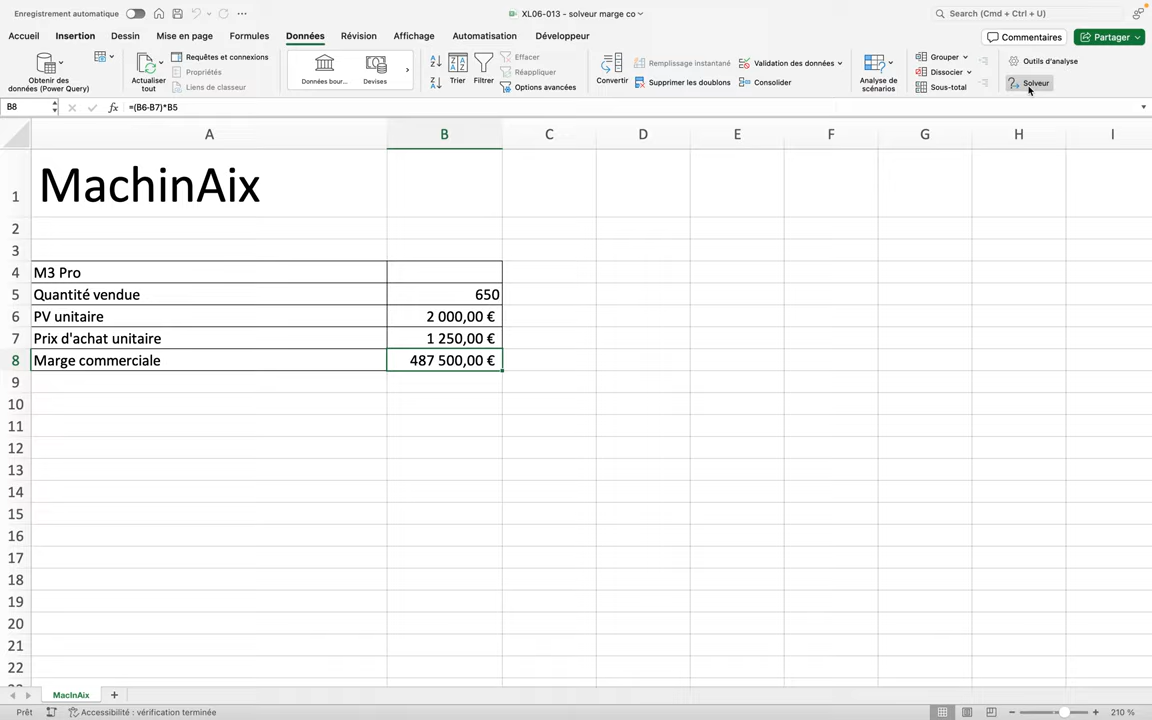 Enregistrement automatique
XL06-013 - solveur marge co
Search (Cmd + Ctrl + U)
Accueil Insertion Dessin Mise en page Formules Données Révision Affichage Automatisation Développeur
Commentaires Partager
Obtenir des
données (Power Query)
Actualiser
tout
Requêtes et connexions
Propriétés
Liens de classeur
Données bour... Devises
Trier Filtrer
Effacer
Réappliquer
Options avancées
Convertir
Remplissage instantané
Supprimer les doublons
Validation des données
Consolider
Analyse de
scénarios
Grouper
Dissocier
Sous-total
Outils d'analyse
Solveur
B8 fx =(B6-B7)*B5
A B C D E F G H I
1 MachinAix
2
3
4 M3 Pro
5 Quantité vendue 650
6 PV unitaire 2 000,00 €
7 Prix d'achat unitaire 1 250,00 €
8 Marge commerciale 487 500,00 €
9
10
11
12
13
14
15
16
17
18
19
20
21
22
MacInAix
Prêt Accessibilité : vérification terminée 210 %